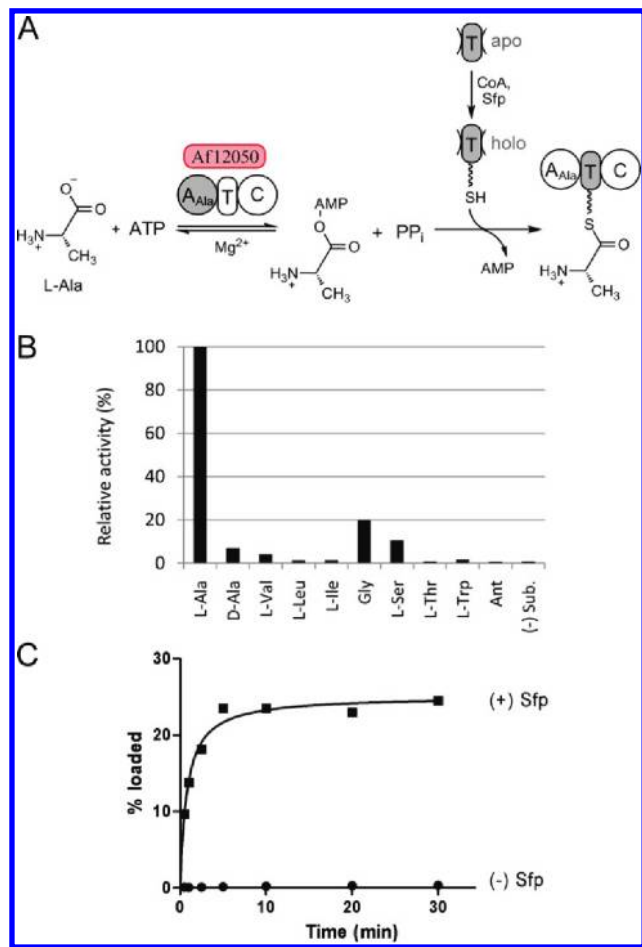 A
T apo
CoA,
Sfp
T holo
Af12050
A Ala T C
A Ala T C
SH
O⁻
O
H₃N
+
CH₃
L-Ala
+ ATP
Mg²⁺
AMP
O
O
H₃N
+
CH₃
+ PPᵢ
AMP
S
O
H₃N
+
CH₃
B
Relative activity (%)
100
80
60
40
20
0
L-Ala
D-Ala
L-Val
L-Leu
L-Ile
Gly
L-Ser
L-Thr
L-Trp
Ant
(-) Sub.
C
% loaded
30
20
10
0
0 10 20 30
Time (min)
(+) Sfp
(-) Sfp